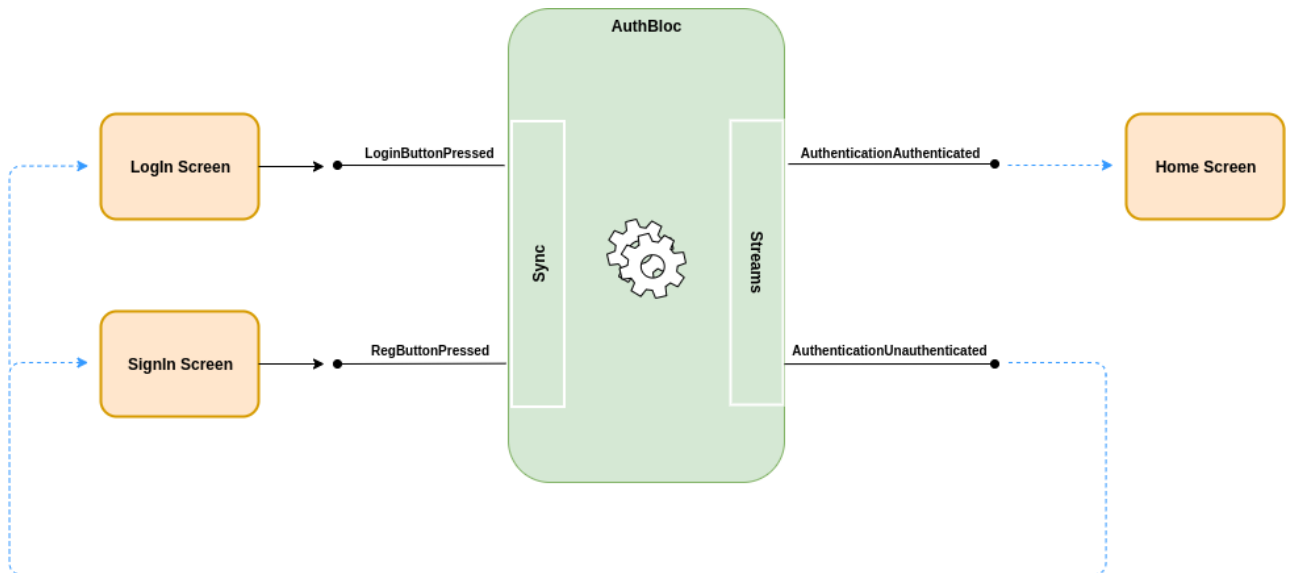 AuthBloc
LogIn Screen
LoginButtonPressed
AuthenticationAuthenticated
Home Screen
Sync
Streams
SignIn Screen
RegButtonPressed
AuthenticationUnauthenticated